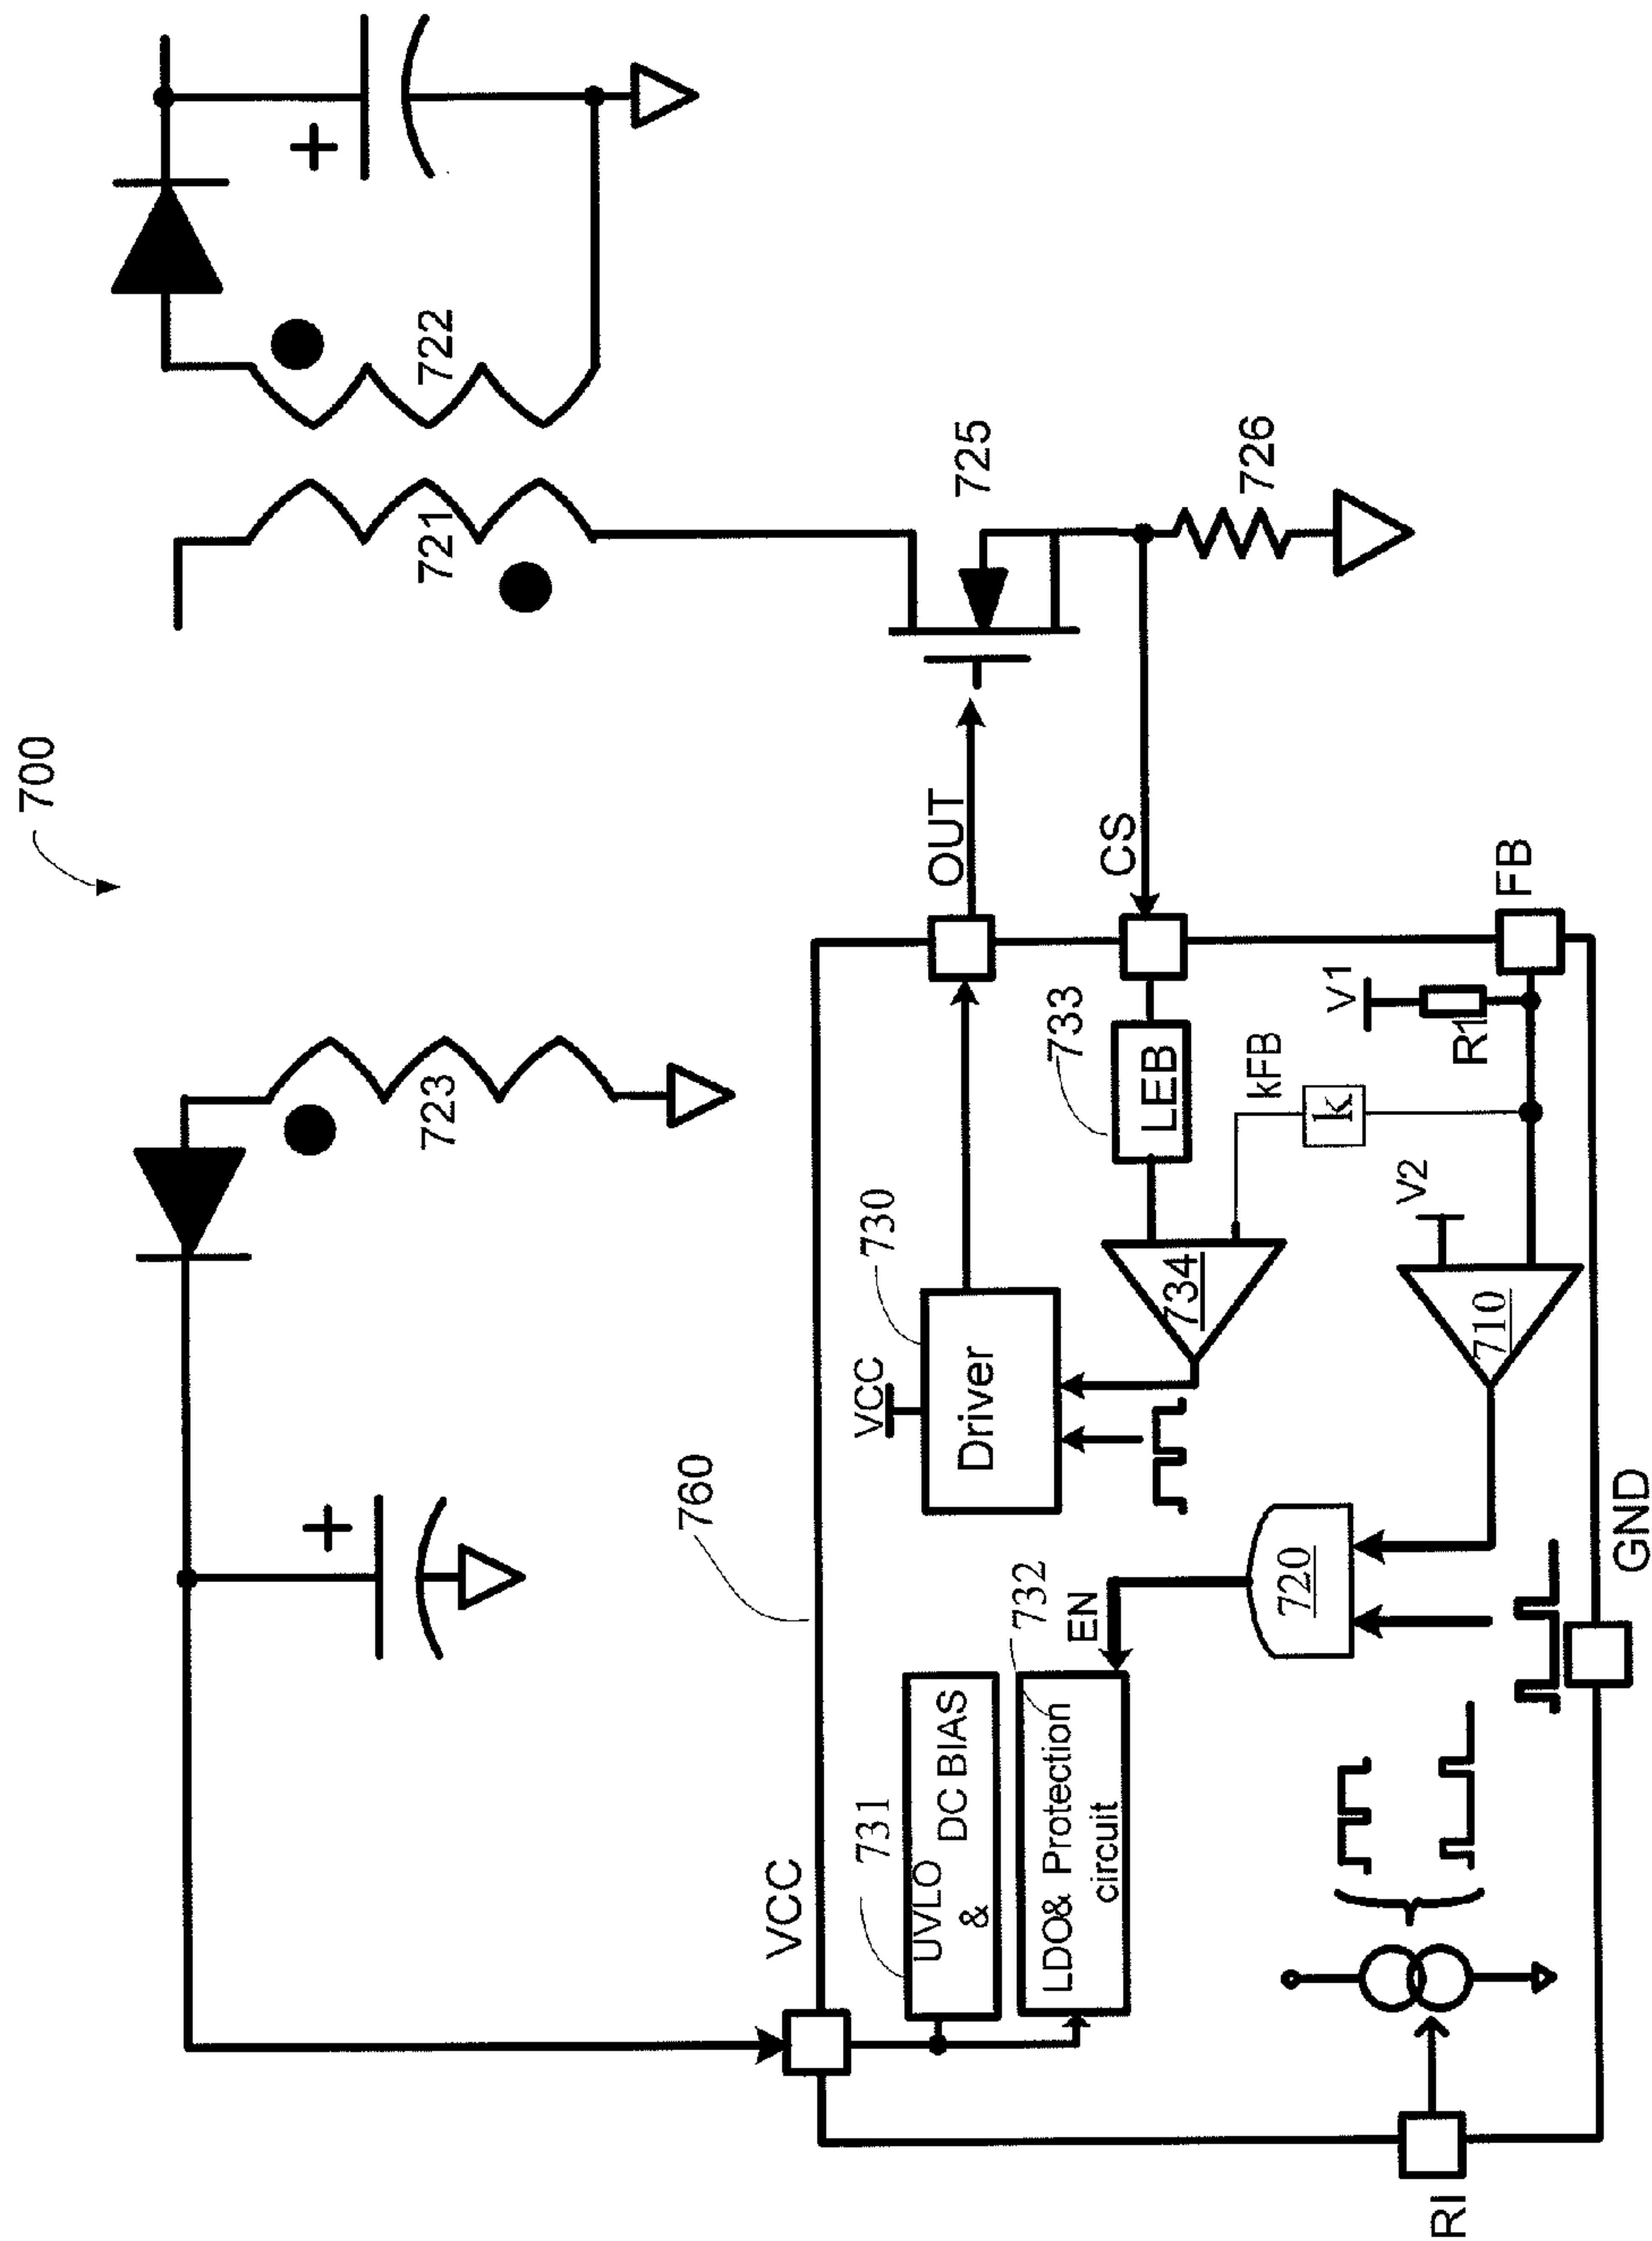 700
722
721
723
725
726
760
VCC
OUT
CS
FB
GND
RI
731
UVLO
DC BIAS
&
732
LDO& Protection
circuit
EN
VCC
730
Driver
733
LEB
734
kFB
k
V1
R1
V2
710
720
+
+